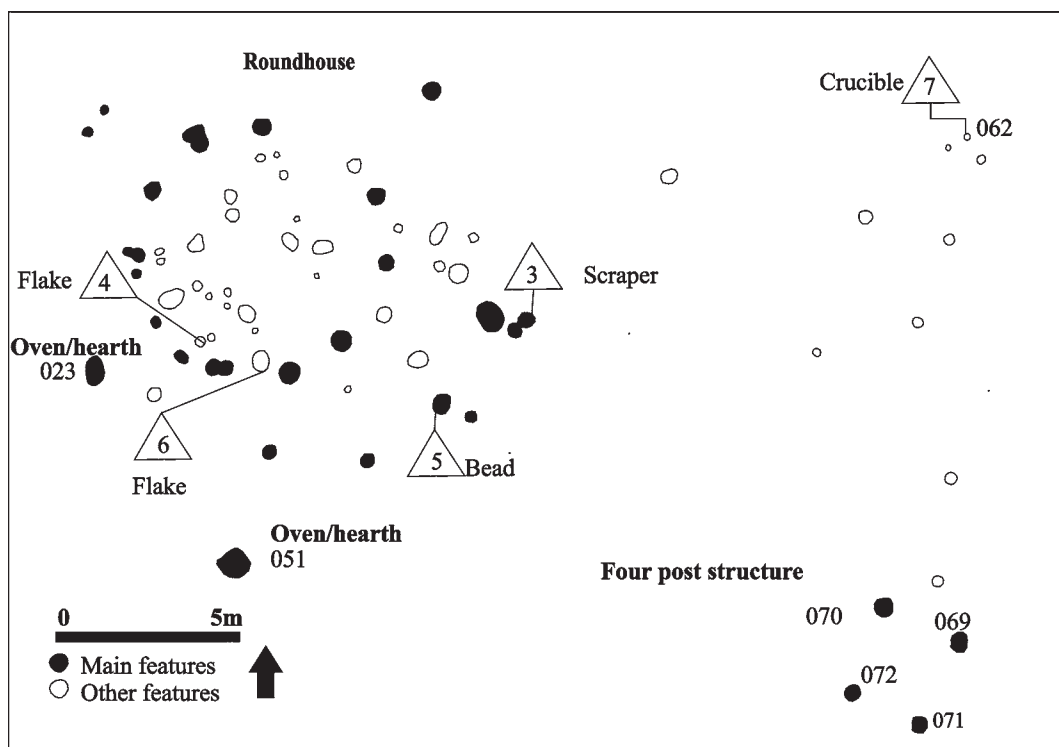 Roundhouse
Crucible
7
062
Flake
4
3
Scraper
Oven/hearth
023
6
Flake
5
Bead
Oven/hearth
051
Four post structure
070
069
072
071
0 5m
Main features
Other features